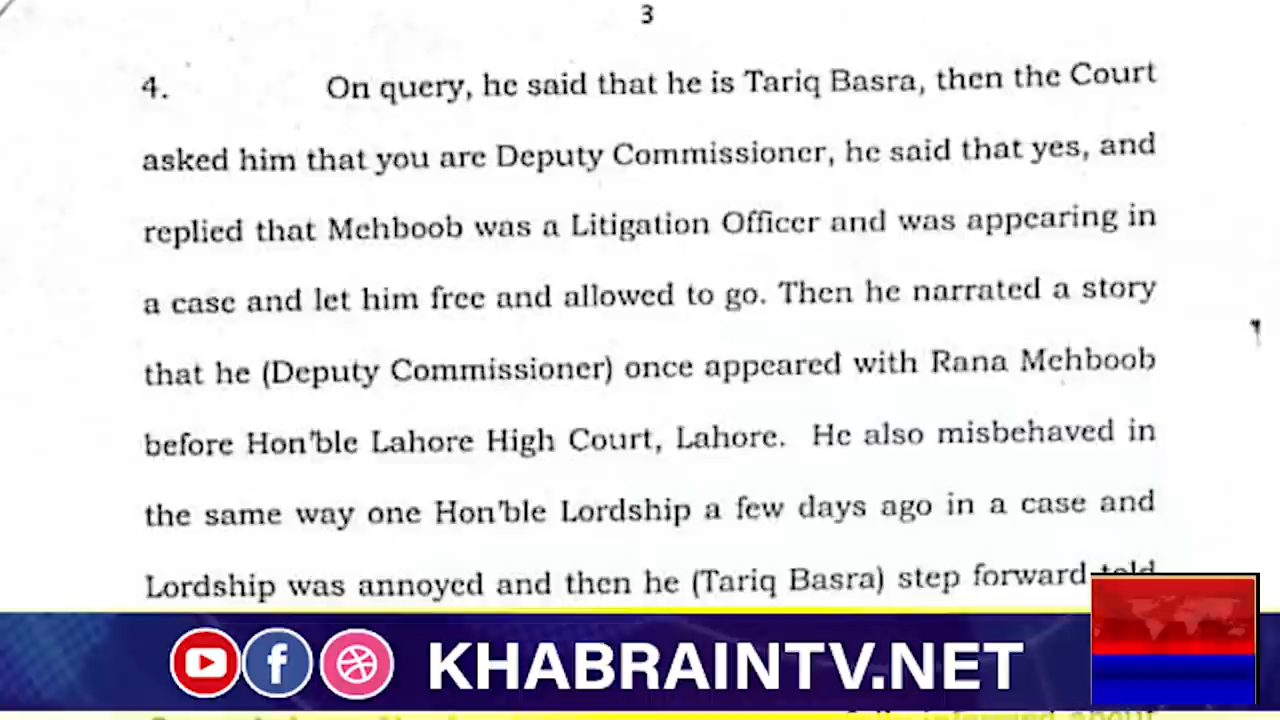 3
4. On query, he said that he is Tariq Basra, then the Court
asked him that you are Deputy Commissioner, he said that yes, and
replied that Mehboob was a Litigation Officer and was appearing in
a case and let him free and allowed to go. Then he narrated a story
that he (Deputy Commissioner) once appeared with Rana Mehboob
before Hon'ble Lahore High Court, Lahore. He also misbehaved in
the same way one Hon'ble Lordship a few days ago in a case and
Lordship was annoyed and then he (Tariq Basra) step forward told
KHABRAINTV.NET
informed about